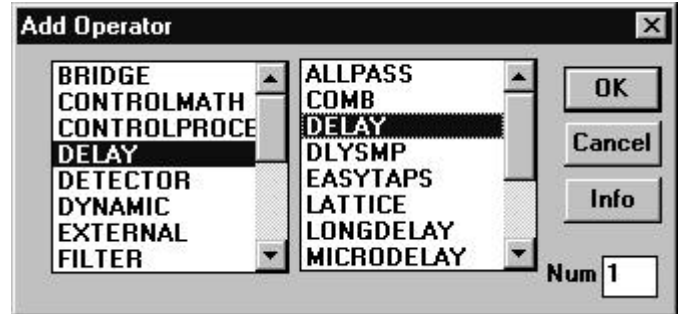 Add Operator
BRIDGE
CONTROLMATH
CONTROLPROCE
DELAY
DETECTOR
DYNAMIC
EXTERNAL
FILTER
ALLPASS
COMB
DELAY
DLYSMP
EASYTAPS
LATTICE
LONGDELAY
MICRODELAY
OK
Cancel
Info
Num 1